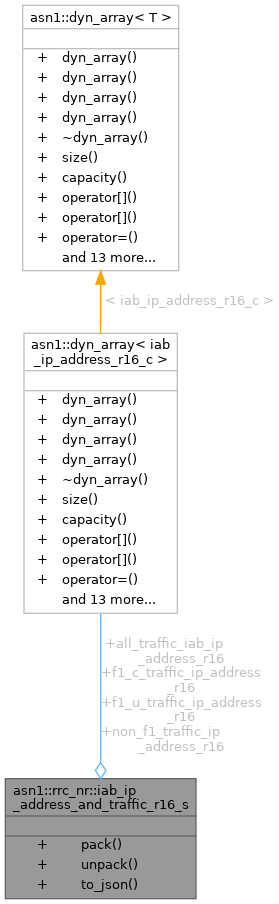 asn1::dyn_array< T >
+ dyn_array()
+ dyn_array()
+ dyn_array()
+ dyn_array()
+ ~dyn_array()
+ size()
+ capacity()
+ operator[]()
+ operator[]()
+ operator=()
and 13 more...
< iab_ip_address_r16_c >
asn1::dyn_array< iab
_ip_address_r16_c >
+ dyn_array()
+ dyn_array()
+ dyn_array()
+ dyn_array()
+ ~dyn_array()
+ size()
+ capacity()
+ operator[]()
+ operator[]()
+ operator=()
and 13 more...
+all_traffic_iab_ip
_address_r16
+f1_c_traffic_ip_address
_r16
+f1_u_traffic_ip_address
_r16
+non_f1_traffic_ip
_address_r16
asn1::rrc_nr::iab_ip
_address_and_traffic_r16_s
+ pack()
+ unpack()
+ to_json()